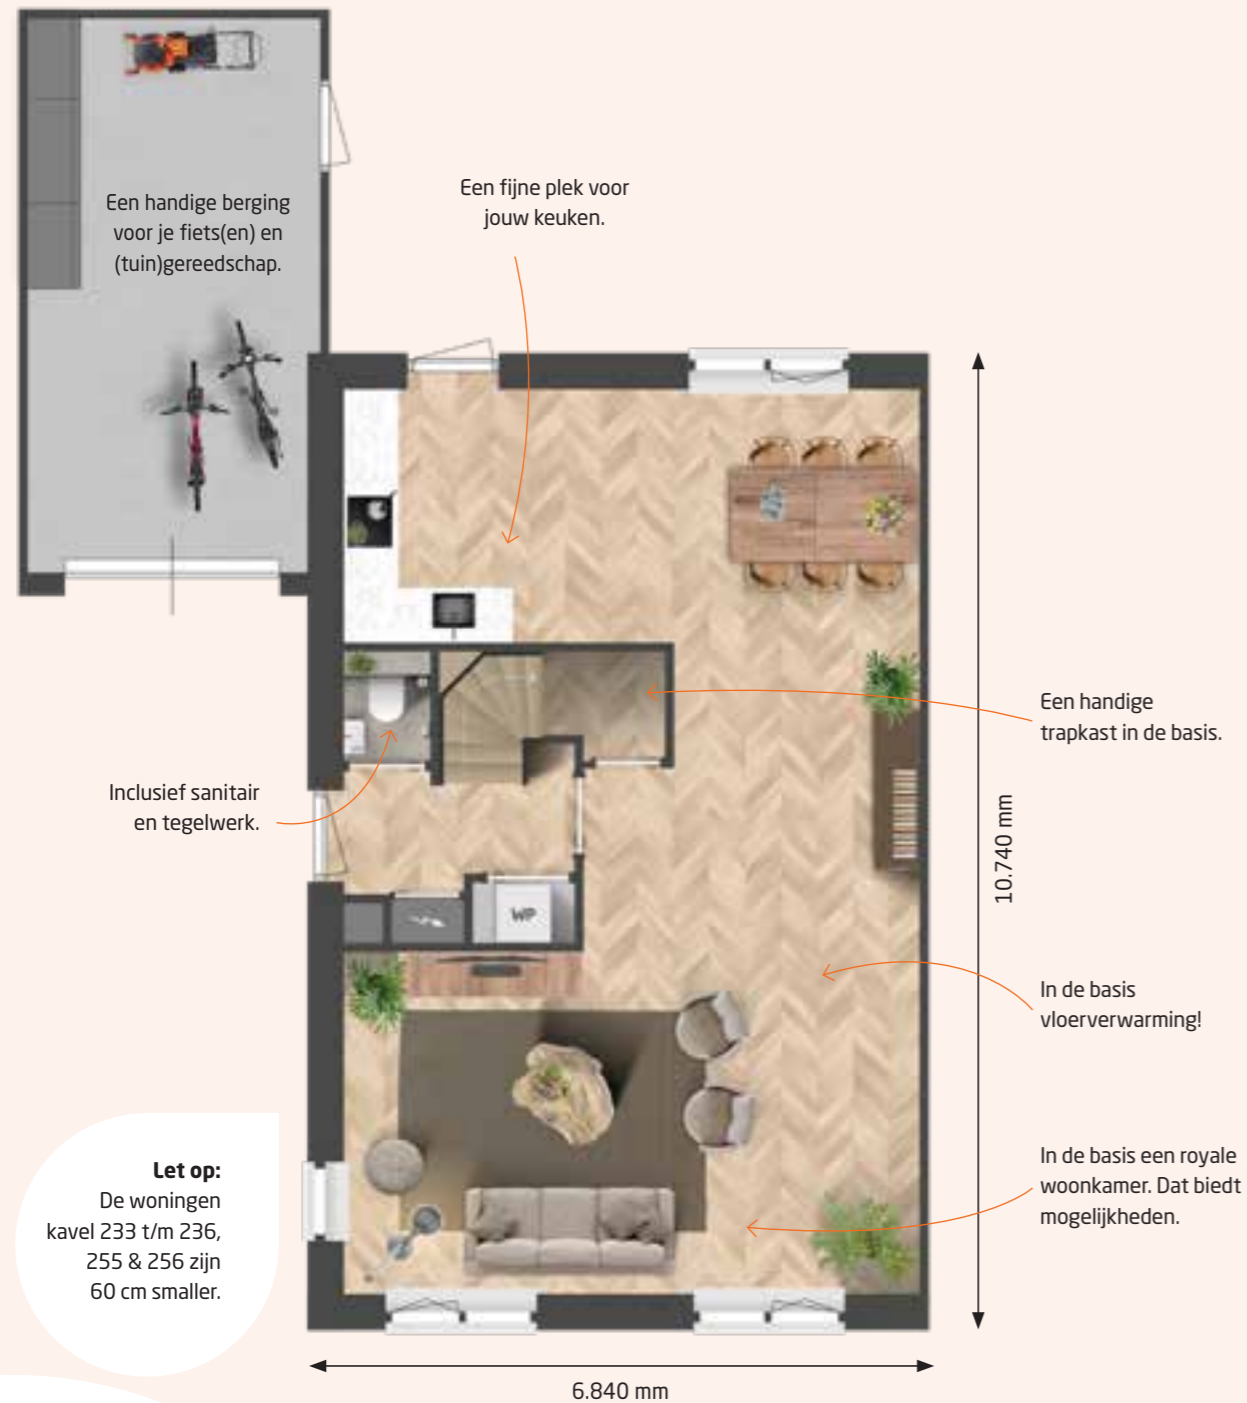 Een handige berging
voor je fiets(en) en
(tuin)gereedschap.
Een fijne plek voor
jouw keuken.
Een handige
trapkast in de basis.
Inclusief sanitair
en tegelwerk.
10.740 mm
WP
In de basis
vloerverwarming!
In de basis een royale
woonkamer. Dat biedt
mogelijkheden.
Let op:
De woningen
kavel 233 t/m 236,
255 & 256 zijn
60 cm smaller.
6.840 mm